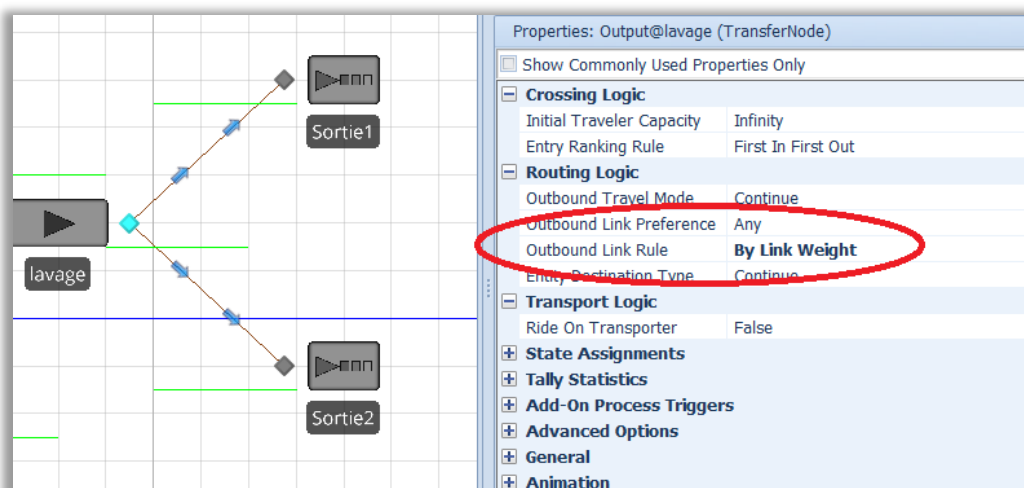 Sortie1
lavage
Sortie2
Properties: Output@lavage (TransferNode)
Show Commonly Used Properties Only
Crossing Logic
Initial Traveler Capacity Infinity
Entry Ranking Rule First In First Out
Routing Logic
Outbound Travel Mode Continue
Outbound Link Preference Any
Outbound Link Rule By Link Weight
Entity Destination Type Continue
Transport Logic
Ride On Transporter False
State Assignments
Tally Statistics
Add-On Process Triggers
Advanced Options
General
Animation